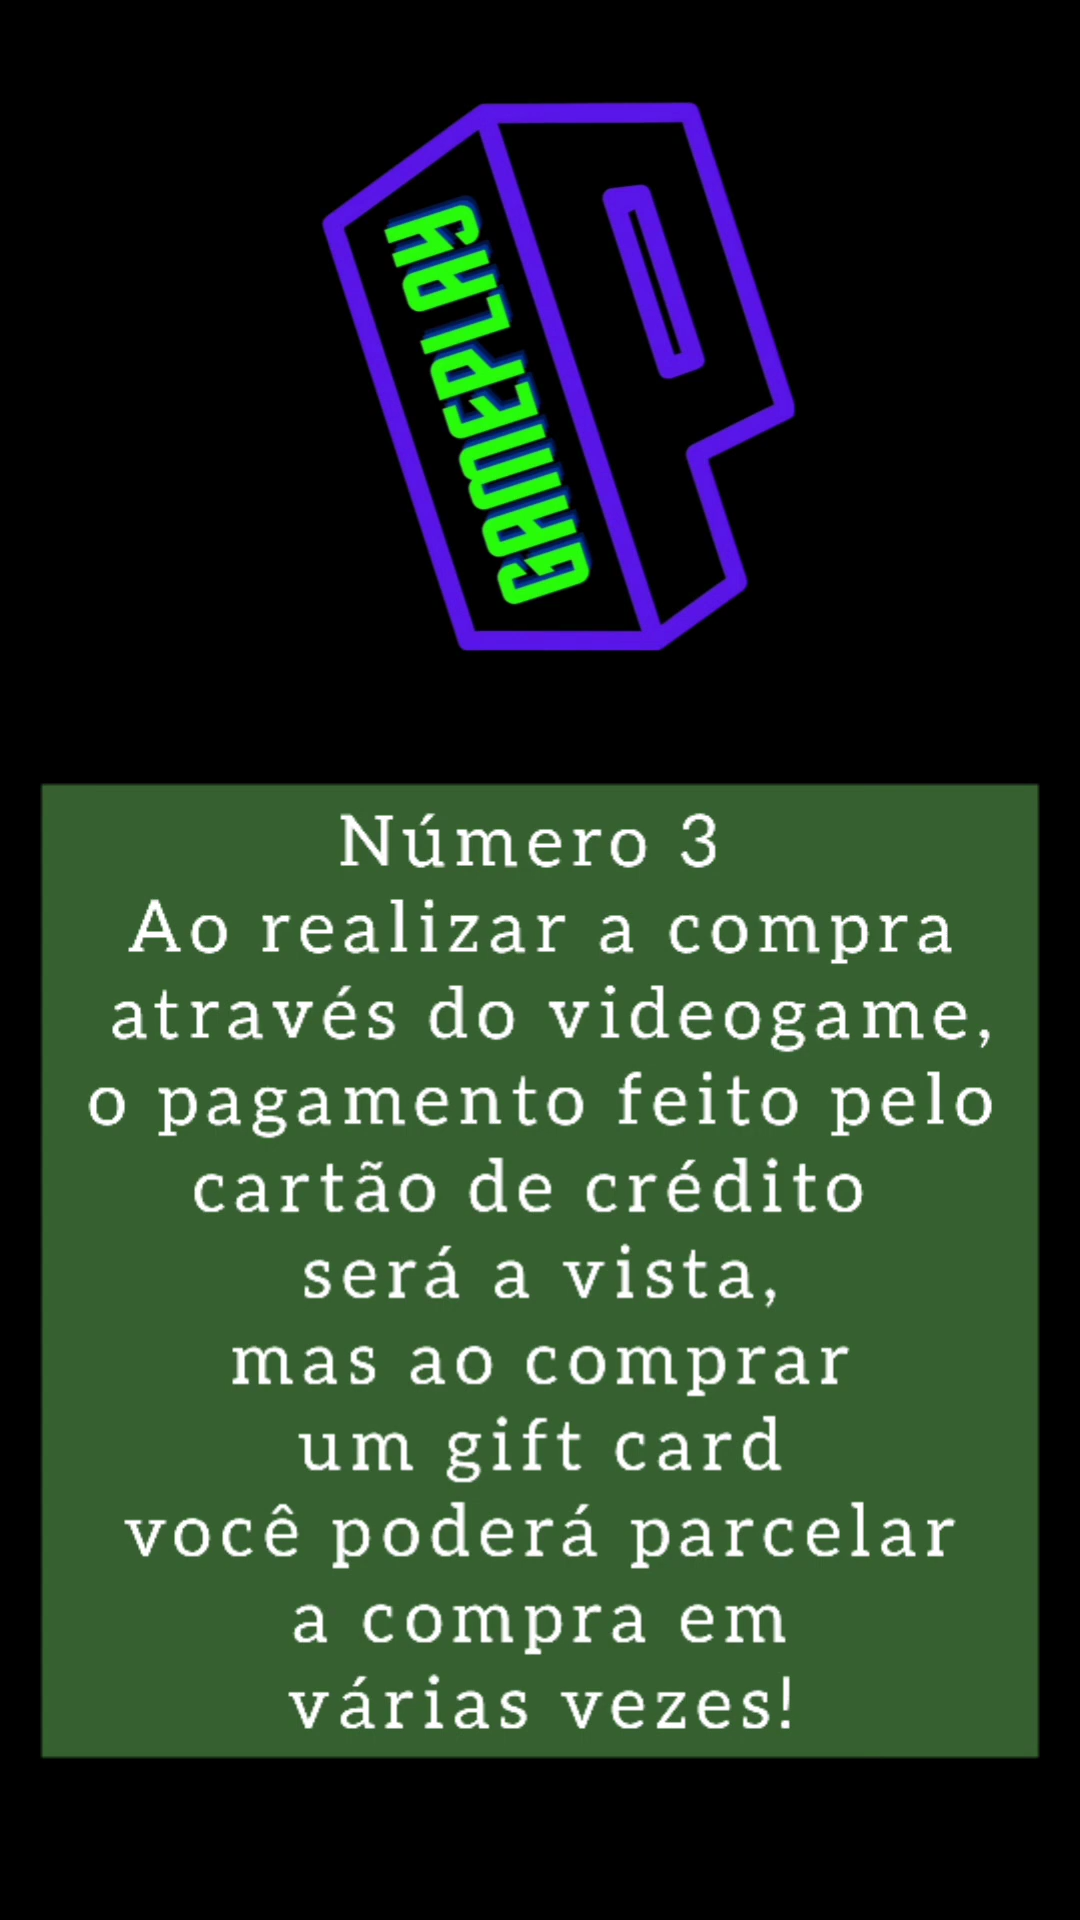 GAMEPLAY
P
Número 3
Ao realizar a compra
através do videogame,
o pagamento feito pelo
cartão de crédito
será a vista,
mas ao comprar
um gift card
você poderá parcelar
a compra em
várias vezes!